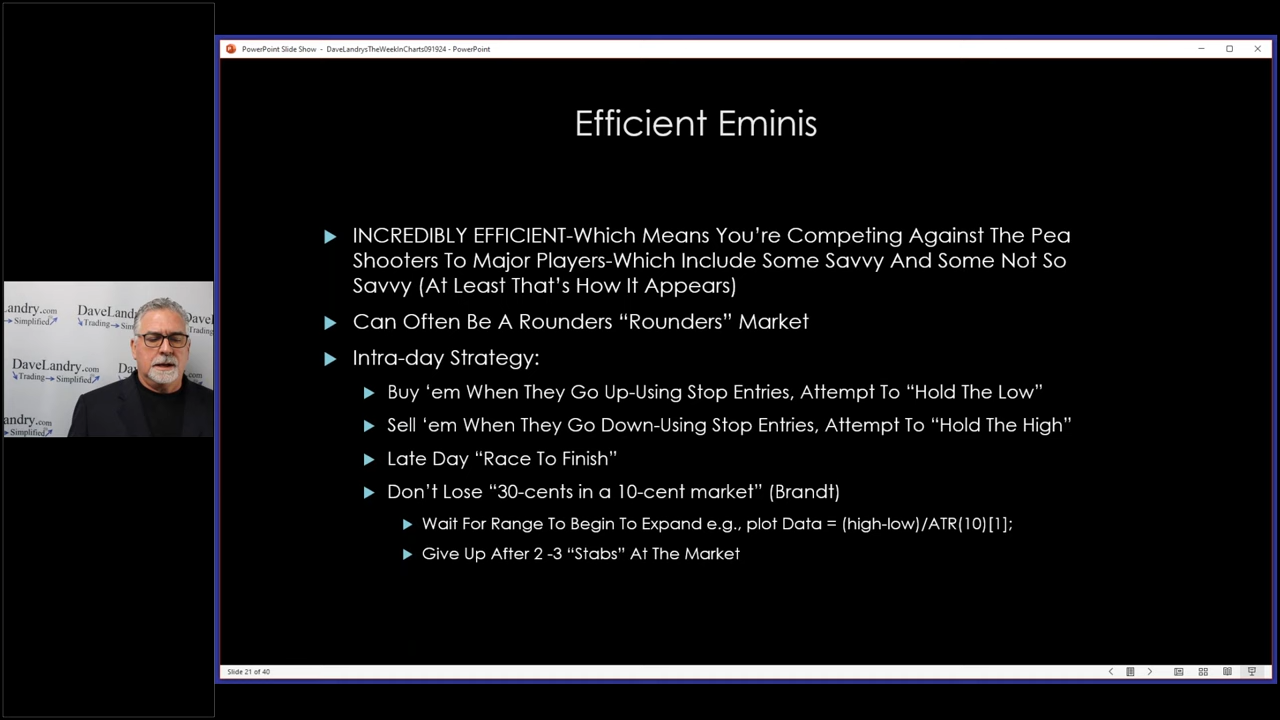 PowerPoint Slide Show - DaveLandrysTheWeekInCharts091924 - PowerPoint
Efficient Eminis
INCREDIBLY EFFICIENT-Which Means You’re Competing Against The Pea
Shooters To Major Players-Which Include Some Savvy And Some Not So
Savvy (At Least That’s How It Appears)
Can Often Be A Rounders “Rounders” Market
Intra-day Strategy:
Buy ‘em When They Go Up-Using Stop Entries, Attempt To “Hold The Low”
Sell ‘em When They Go Down-Using Stop Entries, Attempt To “Hold The High”
Late Day “Race To Finish”
Don’t Lose “30-cents in a 10-cent market” (Brandt)
Wait For Range To Begin To Expand e.g., plot Data = (high-low)/ATR(10)[1];
Give Up After 2 -3 “Stabs” At The Market
Slide 21 of 40
DaveLandry.com
Trading Simplified